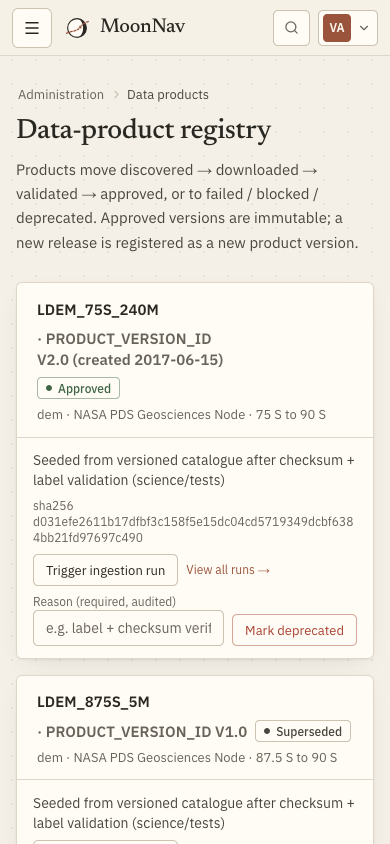 MoonNav
VA
Administration > Data products
Data-product registry
Products move discovered → downloaded →
validated → approved, or to failed / blocked /
deprecated. Approved versions are immutable; a
new release is registered as a new product version.
LDEM_75S_240M
· PRODUCT_VERSION_ID
V2.0 (created 2017-06-15)
Approved
dem · NASA PDS Geosciences Node · 75 S to 90 S
Seeded from versioned catalogue after checksum +
label validation (science/tests)
sha256
d031efe2611b17dfbf3c158f5e15dc04cd5719349dcbf638
4bb21fd97697c490
Trigger ingestion run View all runs →
Reason (required, audited)
e.g. label + checksum verif Mark deprecated
LDEM_875S_5M
· PRODUCT_VERSION_ID V1.0 Superseded
dem · NASA PDS Geosciences Node · 87.5 S to 90 S
Seeded from versioned catalogue after checksum +
label validation (science/tests)